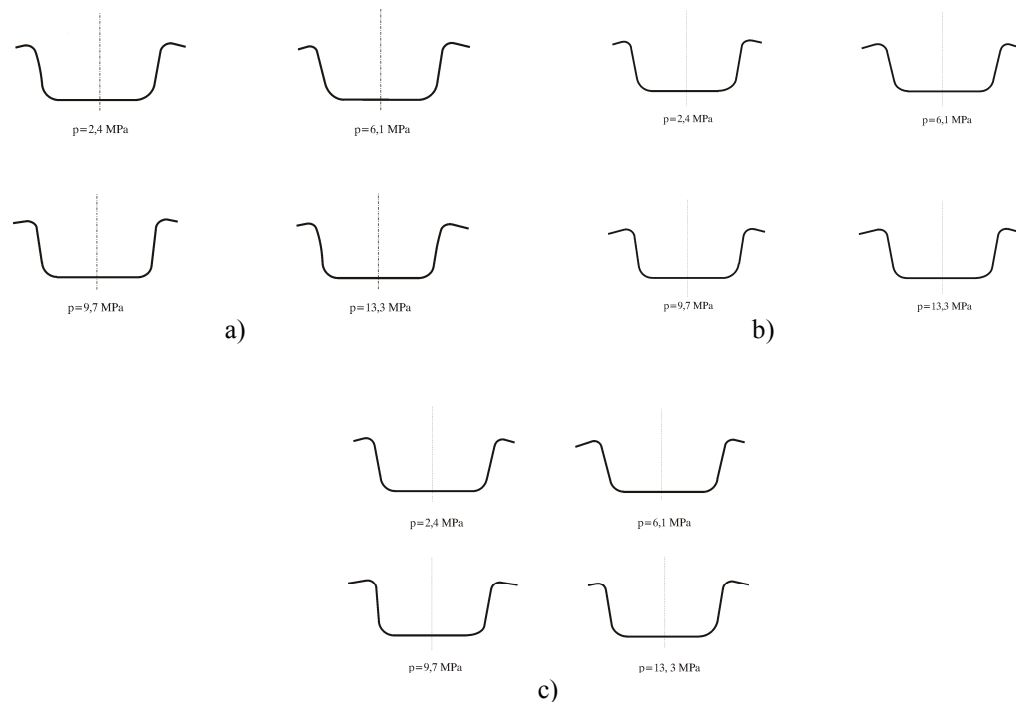 p=2,4 MPa
p=6,1 MPa
p=9,7 MPa
p=13,3 MPa
a)
p=2,4 MPa
p=6,1 MPa
p=9,7 MPa
p=13,3 MPa
b)
p=2,4 MPa
p=6,1 MPa
p=9,7 MPa
p=13, 3 MPa
c)